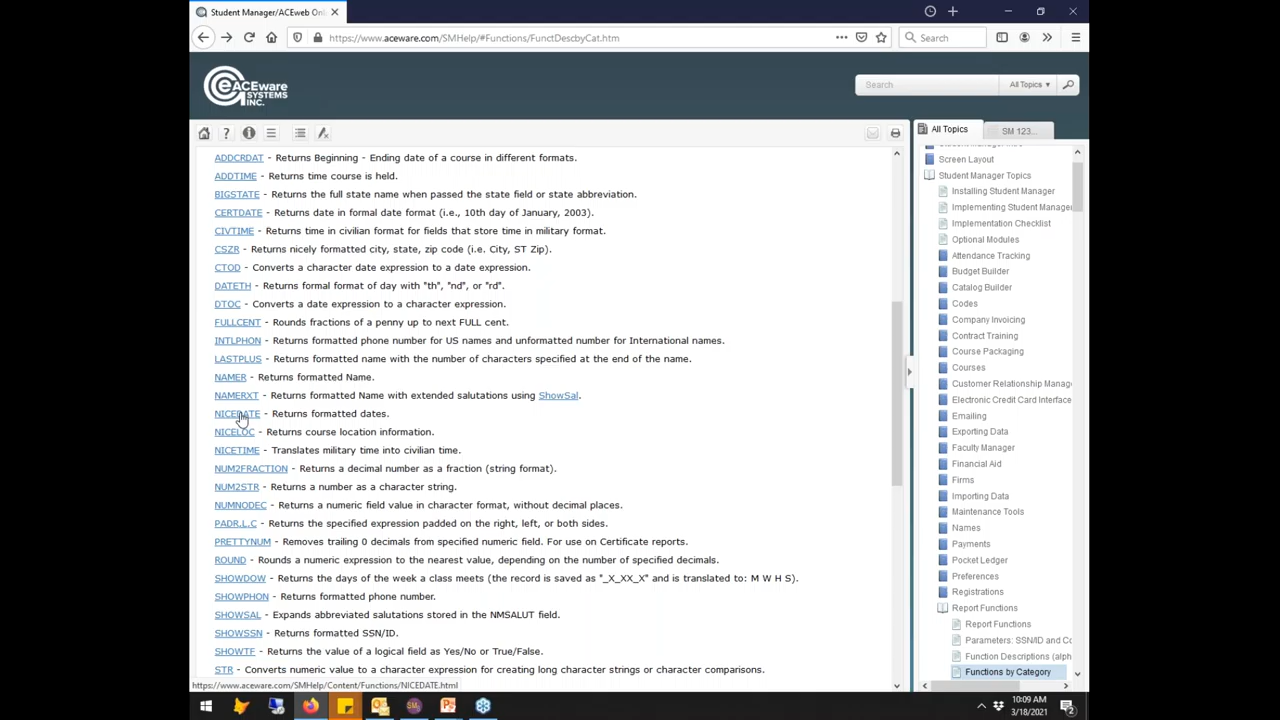 Student Manager/ACEweb Onl
https://www.aceware.com/SMHelp/#Functions/FunctDescbyCat.htm
Search
ACEware
SYSTEMS
INC.
Search
All Topics
All Topics
SM 123...
ADDCRDAT - Returns Beginning - Ending date of a course in different formats.
ADDTIME - Returns time course is held.
BIGSTATE - Returns the full state name when passed the state field or state abbreviation.
CERTDATE - Returns date in formal date format (i.e., 10th day of January, 2003).
CIVTIME - Returns time in civilian format for fields that store time in military format.
CSZR - Returns nicely formatted city, state, zip code (i.e. City, ST Zip).
CTOD - Converts a character date expression to a date expression.
DATETH - Returns formal format of day with "th", "nd", or "rd".
DTOC - Converts a date expression to a character expression.
FULLCENT - Rounds fractions of a penny up to next FULL cent.
INTLPHON - Returns formatted phone number for US names and unformatted number for International names.
LASTPLUS - Returns formatted name with the number of characters specified at the end of the name.
NAMER - Returns formatted Name.
NAMERXT - Returns formatted Name with extended salutations using ShowSal.
NICEDATE - Returns formatted dates.
NICELOC - Returns course location information.
NICETIME - Translates military time into civilian time.
NUM2FRACTION - Returns a decimal number as a fraction (string format).
NUM2STR - Returns a number as a character string.
NUMNODEC - Returns a numeric field value in character format, without decimal places.
PADR,L,C - Returns the specified expression padded on the right, left, or both sides.
PRETTYNUM - Removes trailing 0 decimals from specified numeric field. For use on Certificate reports.
ROUND - Rounds a numeric expression to the nearest value, depending on the number of specified decimals.
SHOWDOW - Returns the days of the week a class meets (the record is saved as "_X_XX_X" and is translated to: M W H S).
SHOWPHON - Returns formatted phone number.
SHOWSAL - Expands abbreviated salutations stored in the NMSALUT field.
SHOWSSN - Returns formatted SSN/ID.
SHOWTF - Returns the value of a logical field as Yes/No or True/False.
STR - Converts numeric value to a character expression for creating long character strings or character comparisons.
Screen Layout
Student Manager Topics
Installing Student Manager
Implementing Student Manager
Implementation Checklist
Optional Modules
Attendance Tracking
Budget Builder
Catalog Builder
Codes
Company Invoicing
Contract Training
Course Packaging
Courses
Customer Relationship Manag
Electronic Credit Card Interface
Emailing
Exporting Data
Faculty Manager
Financial Aid
Firms
Importing Data
Maintenance Tools
Names
Payments
Pocket Ledger
Preferences
Registrations
Report Functions
Report Functions
Parameters: SSN/ID and Co
Function Descriptions (alph
Functions by Category
https://www.aceware.com/SMHelp/Content/Functions/NICEDATE.html
10:09 AM
3/18/2021
2